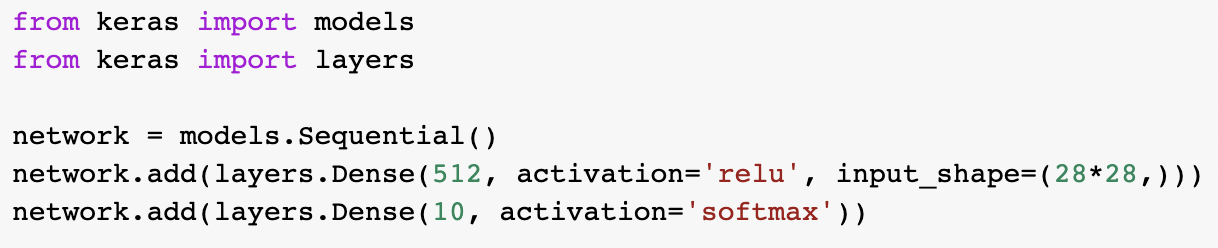 from keras import models
from keras import layers
network = models.Sequential()
network.add(layers.Dense(512, activation='relu', input_shape=(28*28,)))
network.add(layers.Dense(10, activation='softmax'))